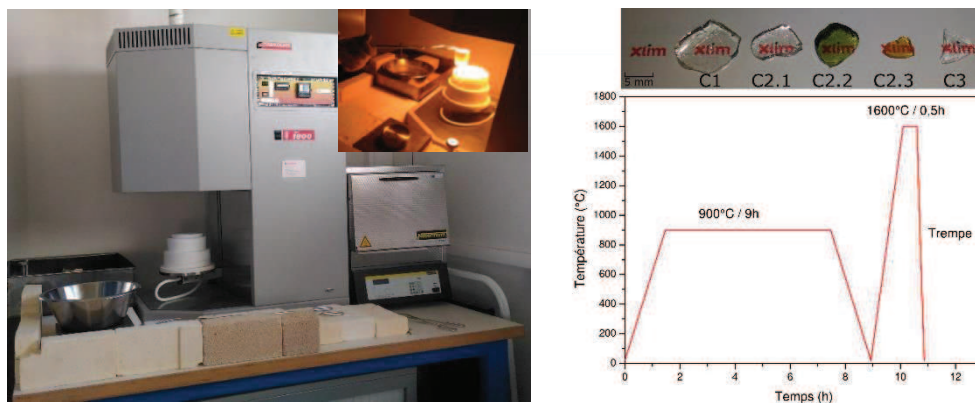 1600
xlim xlim xlim xlim xlim xlim
5 mm
C1 C2.1 C2.2 C2.3 C3
1800
1600
1400
1200
1000
800
600
400
200
0
Température (°C)
1600°C / 0,5h
900°C / 9h
Trempe
0 2 4 6 8 10 12
Temps (h)